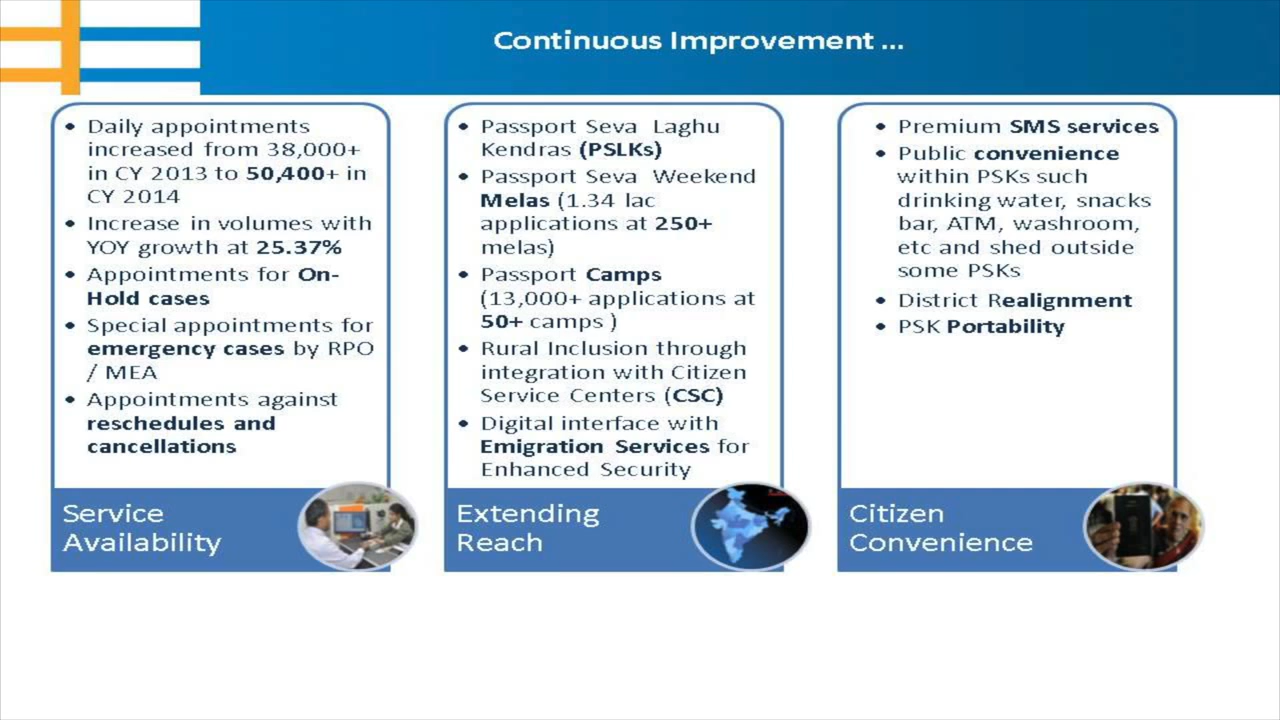 Continuous Improvement ...
• Daily appointments
increased from 38,000+
in CY 2013 to 50,400+ in
CY 2014
• Increase in volumes with
YOY growth at 25.37%
• Appointments for On-
Hold cases
• Special appointments for
emergency cases by RPO
/ MEA
• Appointments against
reschedules and
cancellations
Service
Availability
• Passport Seva Laghu
Kendras (PSLKs)
• Passport Seva Weekend
Melas (1.34 lac
applications at 250+
melas)
• Passport Camps
(13,000+ applications at
50+ camps )
• Rural Inclusion through
integration with Citizen
Service Centers (CSC)
• Digital interface with
Emigration Services for
Enhanced Security
Extending
Reach
• Premium SMS services
• Public convenience
within PSKs such
drinking water, snacks
bar, ATM, washroom,
etc and shed outside
some PSKs
• District Realignment
• PSK Portability
Citizen
Convenience